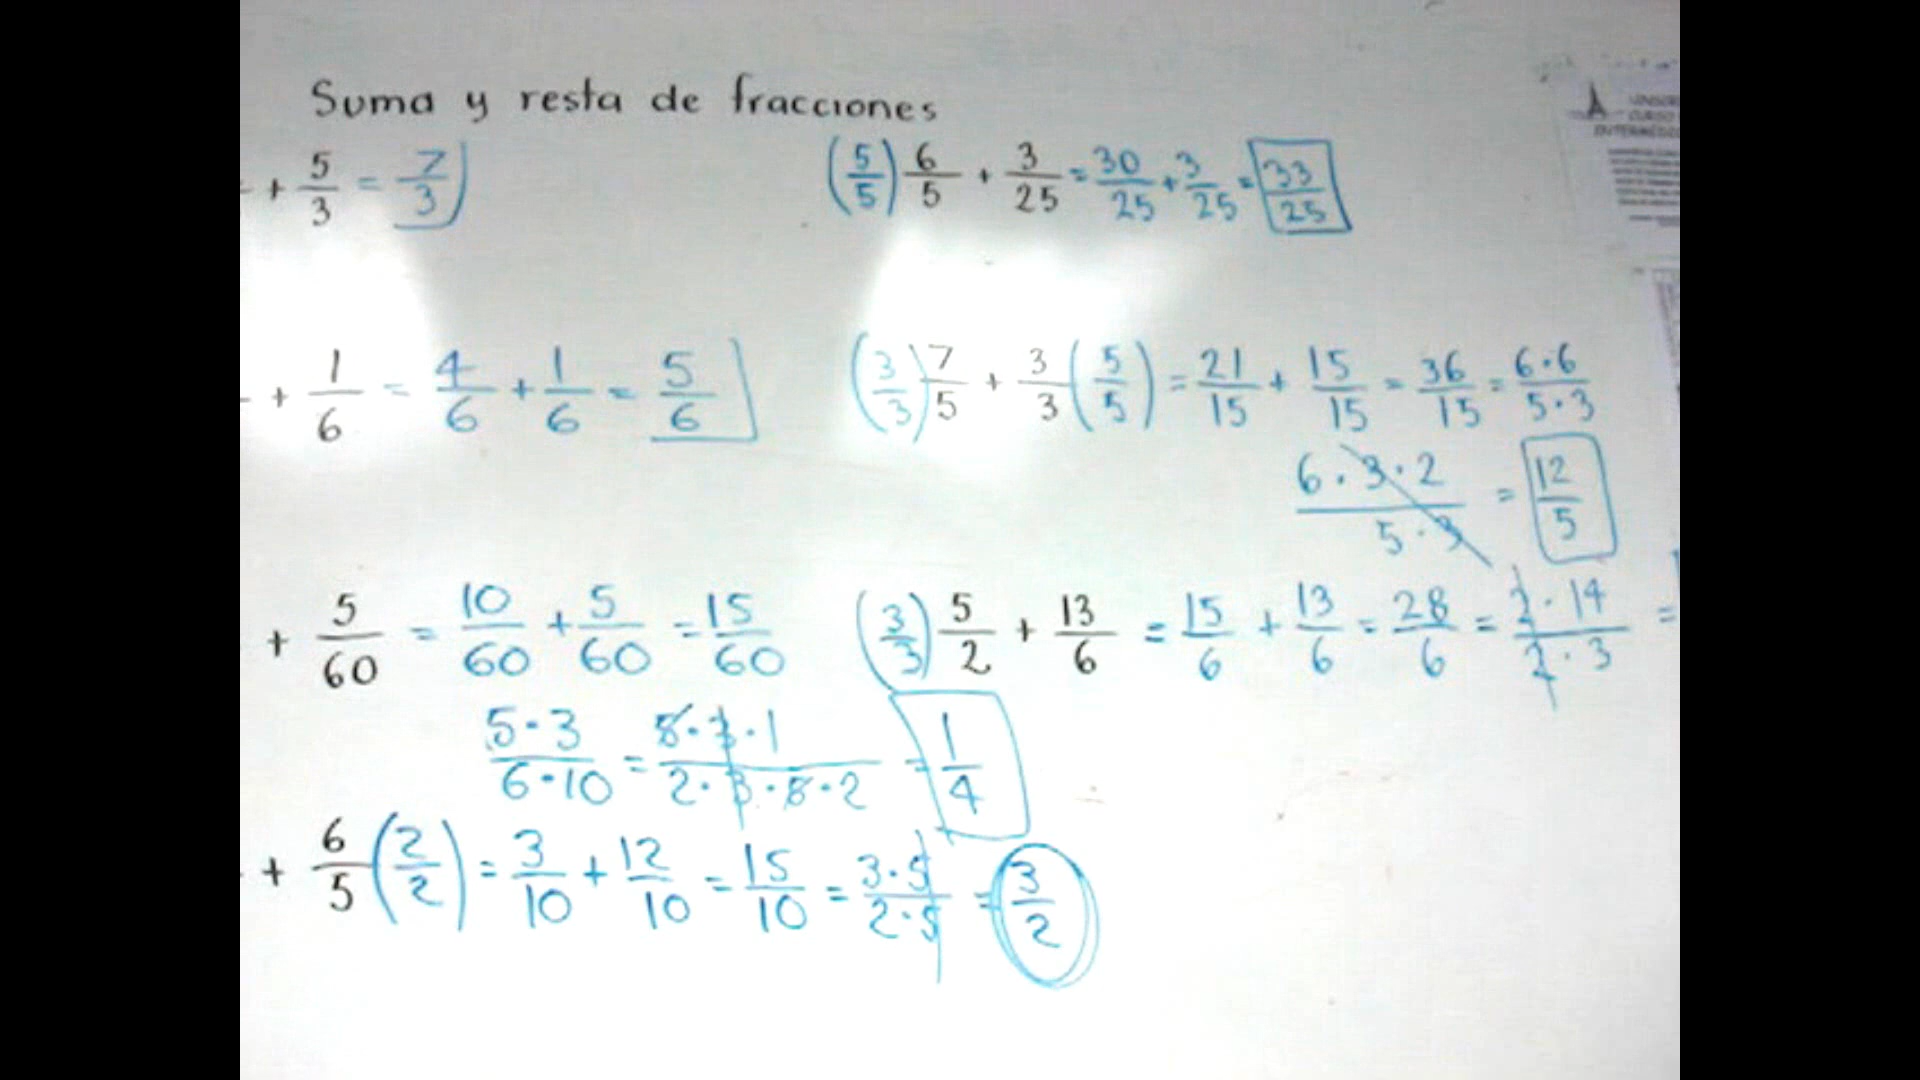 Suma y resta de fracciones
+ 5/3 = 7/3
(5/5) 6/5 + 3/25 = 30/25 + 3/25 = 33/25
+ 1/6 = 4/6 + 1/6 = 5/6
(3/3) 7/5 + 3/3 (5/5) = 21/15 + 15/15 = 36/15 = 6·6/5·3
6·3·2/5·3 = 12/5
+ 5/60 = 10/60 + 5/60 = 15/60
(3/3) 5/2 + 13/6 = 15/6 + 13/6 = 28/6 = 2·14/2·3 =
5·3/6·10 = 5·3·1/2·3·5·2 = 1/4
+ 6/5 (2/2) = 3/10 + 12/10 = 15/10 = 3·5/2·5 = 3/2